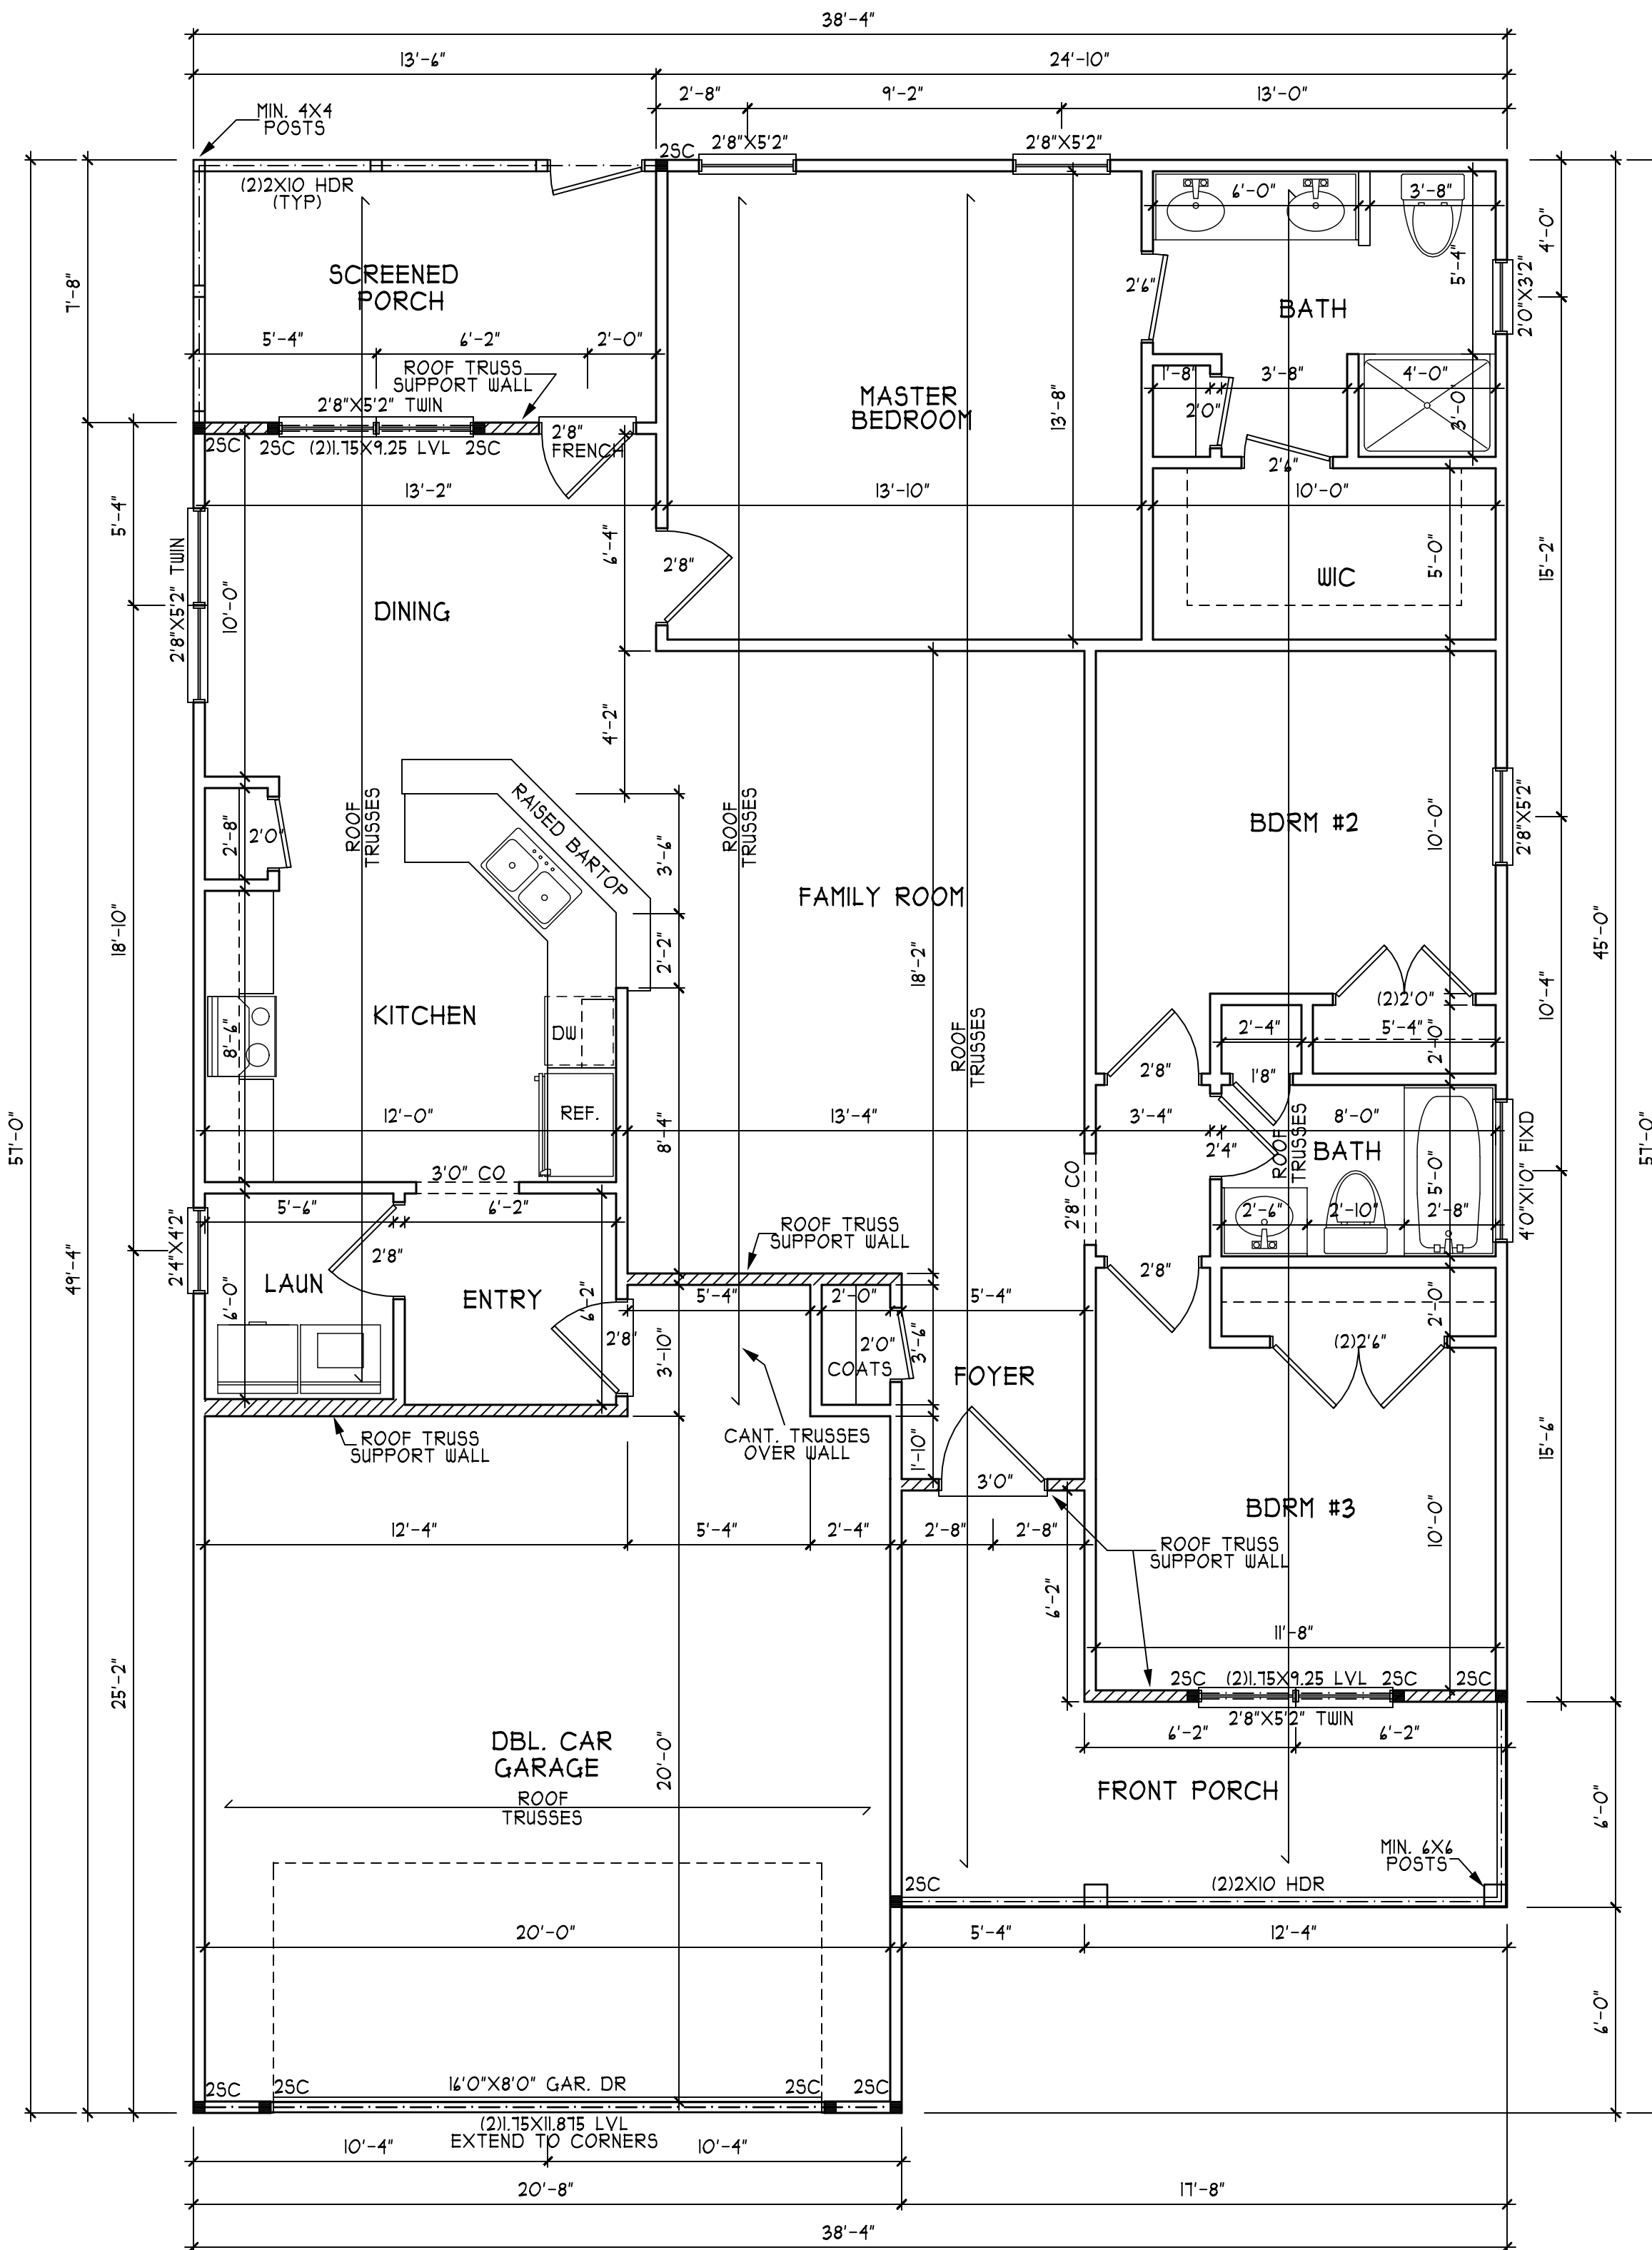 38'-4"
13'-6"
24'-10"
2'-8"
9'-2"
13'-0"
MIN. 4X4
POSTS
2SC
2'8"X5'2"
2'8"X5'2"
(2)2X10 HDR
(TYP)
6'-0"
3'-8"
4'-0"
7'-8"
SCREENED
PORCH
2'6"
5'-4"
2'0"X3'2"
BATH
5'-4"
6'-2"
2'-0"
ROOF TRUSS
SUPPORT WALL
1'-8"
3'-8"
4'-0"
MASTER
BEDROOM
13'-8"
2'0"
3'-0"
2'8"X5'2" TWIN
2SC
2SC
(2)1.75X9.25 LVL
2SC
2'8"
FRENCH
2'6"
13'-2"
13'-10"
10'-0"
5'-4"
2'8"X5'2" TWIN
10'-0"
6'-4"
2'8"
5'-0"
15'-2"
WIC
DINING
4'-2"
ROOF
TRUSSES
ROOF
TRUSSES
RAISED BARTOP
2'-8"
2'0"
3'-6"
BDRM #2
10'-0"
2'8"X5'2"
FAMILY ROOM
18'-10"
2'-2"
18'-2"
45'-0"
10'-4"
KITCHEN
8'-6"
DW
ROOF
TRUSSES
(2)2'0"
2'-4"
5'-4"
2'-0"
2'8"
1'8"
REF.
12'-0"
8'-4"
13'-4"
3'-4"
8'-0"
57'-0"
2'4"
ROOF
TRUSSES
BATH
4'0"X1'0" FIXD
57'-0"
3'0" CO
2'8" CO
5'-0"
5'-6"
6'-2"
2'-6"
2'-10"
2'-8"
2'4"X4'2"
ROOF TRUSS
SUPPORT WALL
49'-4"
2'8"
2'8"
LAUN
ENTRY
6'-0"
6'-2"
5'-4"
2'-0"
5'-4"
2'-0"
2'8"
3'-10"
2'0"
3'-6"
(2)2'6"
COATS
FOYER
ROOF TRUSS
SUPPORT WALL
CANT. TRUSSES
OVER WALL
1'-10"
15'-6"
3'0"
BDRM #3
10'-0"
12'-4"
5'-4"
2'-4"
2'-8"
2'-8"
ROOF TRUSS
SUPPORT WALL
6'-2"
11'-8"
25'-2"
2SC
(2)1.75X9.25 LVL
2SC
2SC
2'8"X5'2" TWIN
6'-2"
6'-2"
DBL. CAR
GARAGE
20'-0"
FRONT PORCH
ROOF
TRUSSES
6'-0"
MIN. 6X6
POSTS
2SC
(2)2X10 HDR
20'-0"
5'-4"
12'-4"
6'-0"
2SC
2SC
16'0"X8'0" GAR. DR
2SC
2SC
(2)1.75X11.875 LVL
EXTEND TO CORNERS
10'-4"
10'-4"
20'-8"
17'-8"
38'-4"